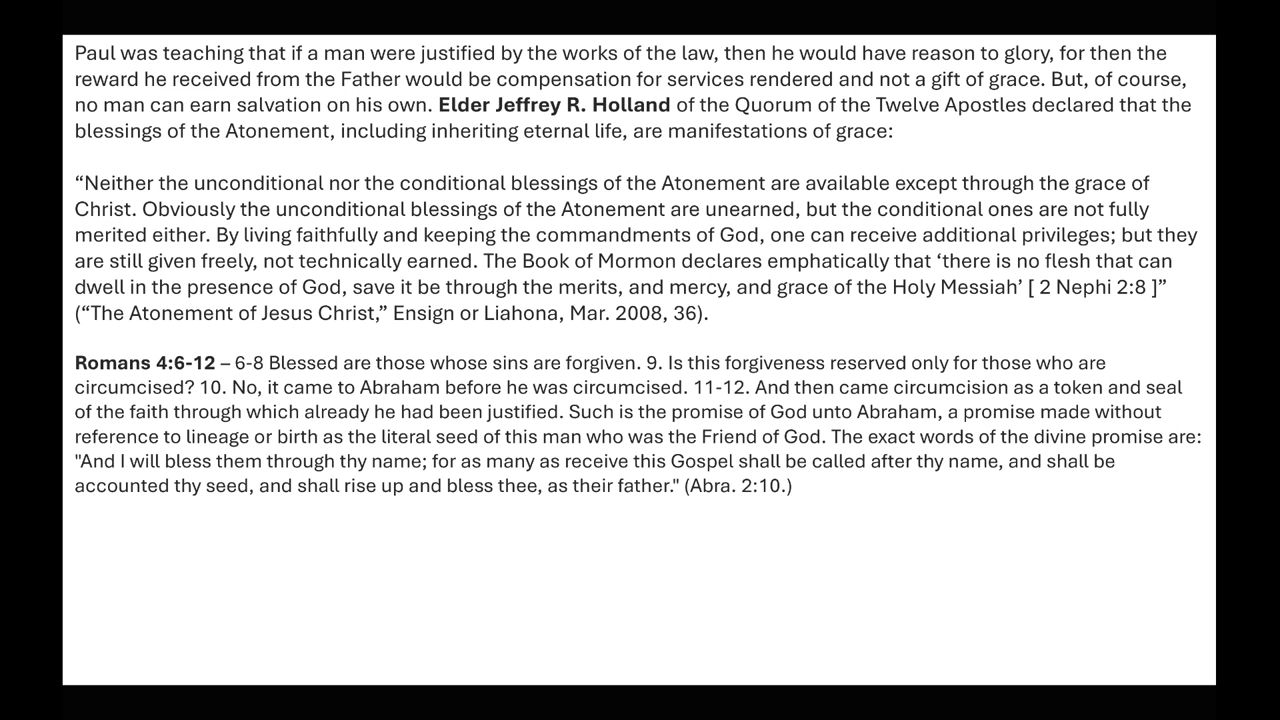 Paul was teaching that if a man were justified by the works of the law, then he would have reason to glory, for then the
reward he received from the Father would be compensation for services rendered and not a gift of grace. But, of course,
no man can earn salvation on his own. Elder Jeffrey R. Holland of the Quorum of the Twelve Apostles declared that the
blessings of the Atonement, including inheriting eternal life, are manifestations of grace:
“Neither the unconditional nor the conditional blessings of the Atonement are available except through the grace of
Christ. Obviously the unconditional blessings of the Atonement are unearned, but the conditional ones are not fully
merited either. By living faithfully and keeping the commandments of God, one can receive additional privileges; but they
are still given freely, not technically earned. The Book of Mormon declares emphatically that ‘there is no flesh that can
dwell in the presence of God, save it be through the merits, and mercy, and grace of the Holy Messiah’ [ 2 Nephi 2:8 ]”
(“The Atonement of Jesus Christ,” Ensign or Liahona, Mar. 2008, 36).
Romans 4:6-12 – 6-8 Blessed are those whose sins are forgiven. 9. Is this forgiveness reserved only for those who are
circumcised? 10. No, it came to Abraham before he was circumcised. 11-12. And then came circumcision as a token and seal
of the faith through which already he had been justified. Such is the promise of God unto Abraham, a promise made without
reference to lineage or birth as the literal seed of this man who was the Friend of God. The exact words of the divine promise are:
"And I will bless them through thy name; for as many as receive this Gospel shall be called after thy name, and shall be
accounted thy seed, and shall rise up and bless thee, as their father." (Abra. 2:10.)